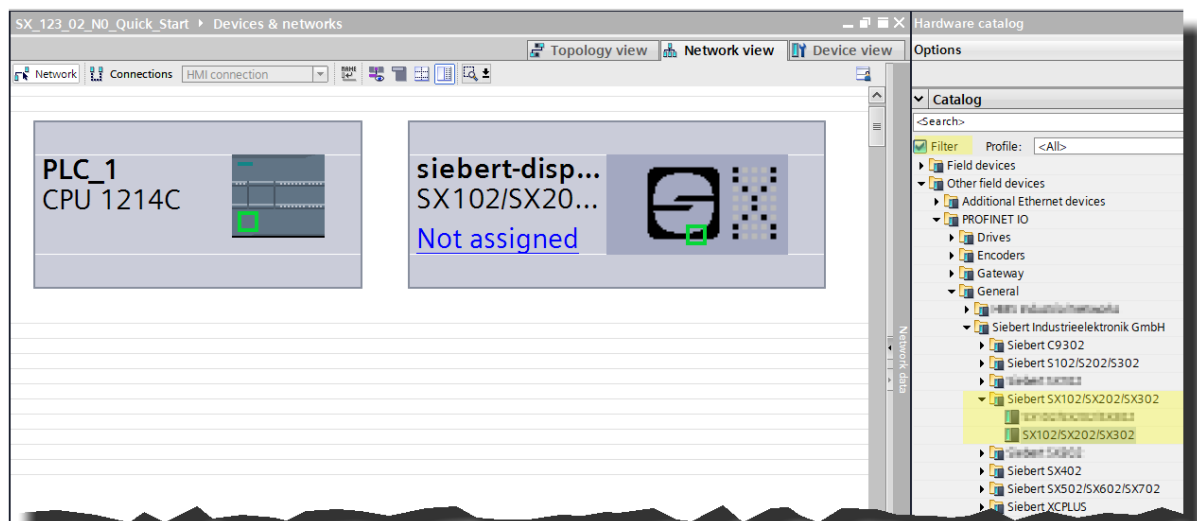 SX_123_02_N0_Quick_Start ▸ Devices & networks
Topology view
Network view
Device view
Network
Connections
HMI connection
PLC_1
CPU 1214C
siebert-disp...
SX102/SX20...
Not assigned
Network data
Hardware catalog
Options
Catalog
<Search>
Filter
Profile:
<All>
Field devices
Other field devices
Additional Ethernet devices
PROFINET IO
Drives
Encoders
Gateway
General
Siebert Industrieelektronik GmbH
Siebert C9302
Siebert S102/S202/S302
Siebert SX102/SX202/SX302
SX102/SX202/SX302
Siebert SX402
Siebert SX502/SX602/SX702
Siebert XCPLUS